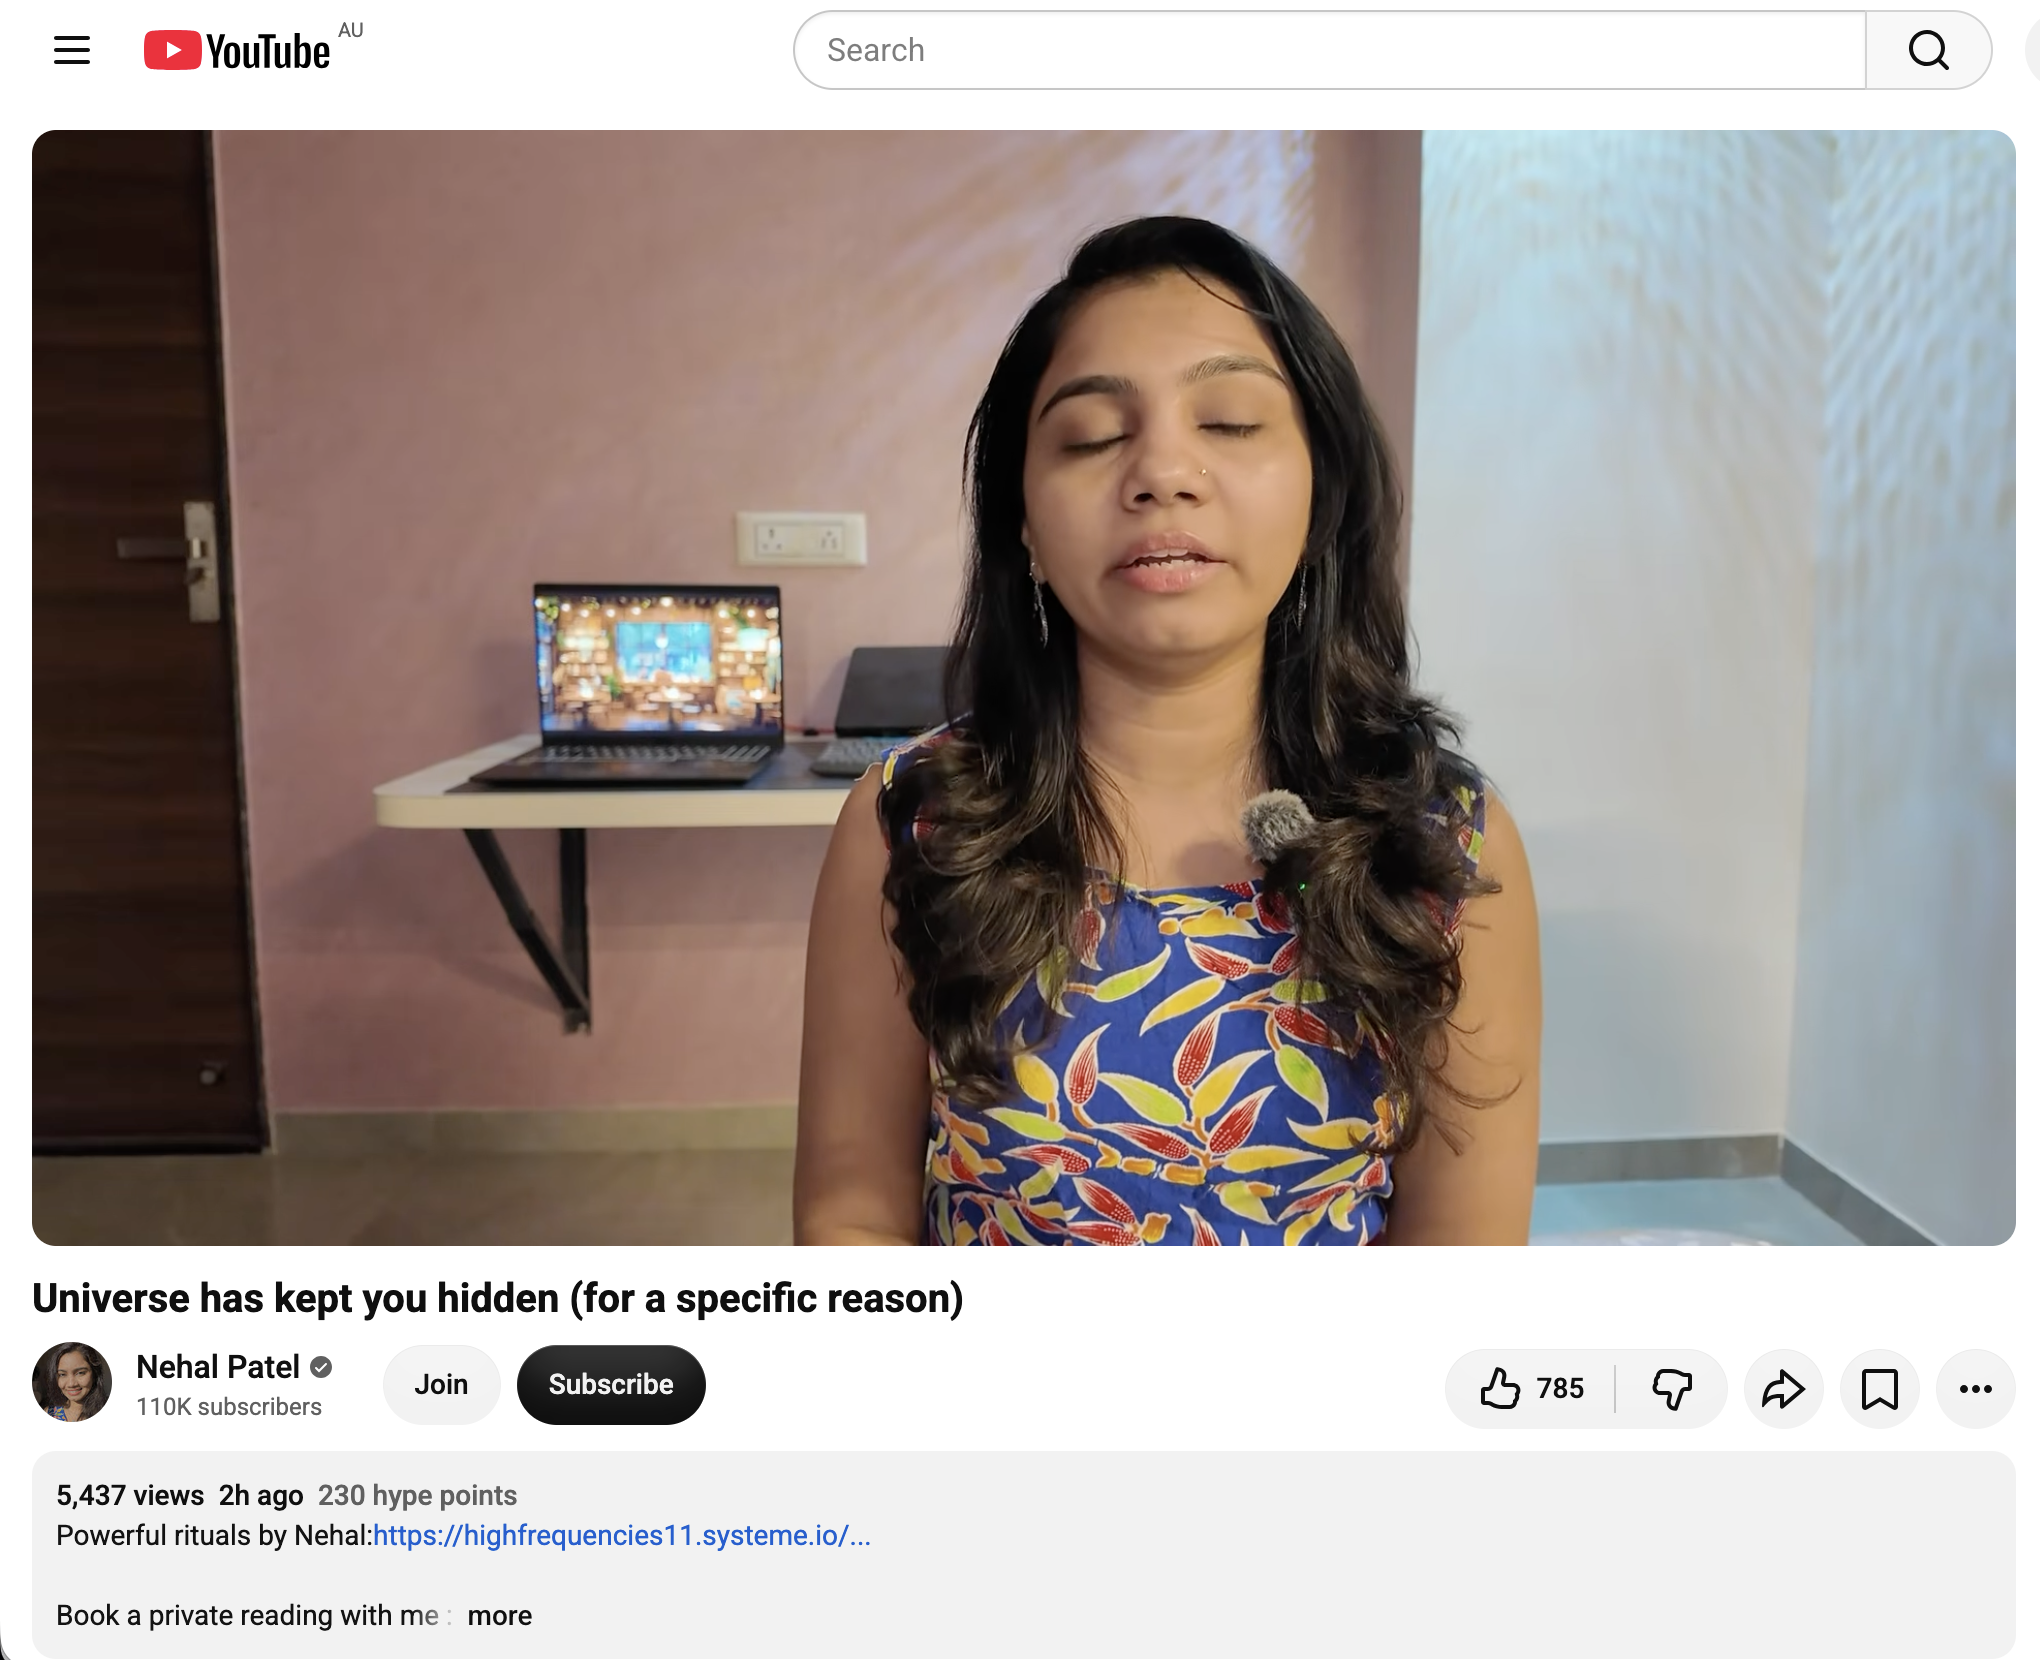 YouTube AU
Search
Universe has kept you hidden (for a specific reason)
Nehal Patel
110K subscribers
Join
Subscribe
785
5,437 views 2h ago 230 hype points
Powerful rituals by Nehal:https://highfrequencies11.systeme.io/...
Book a private reading with me : more